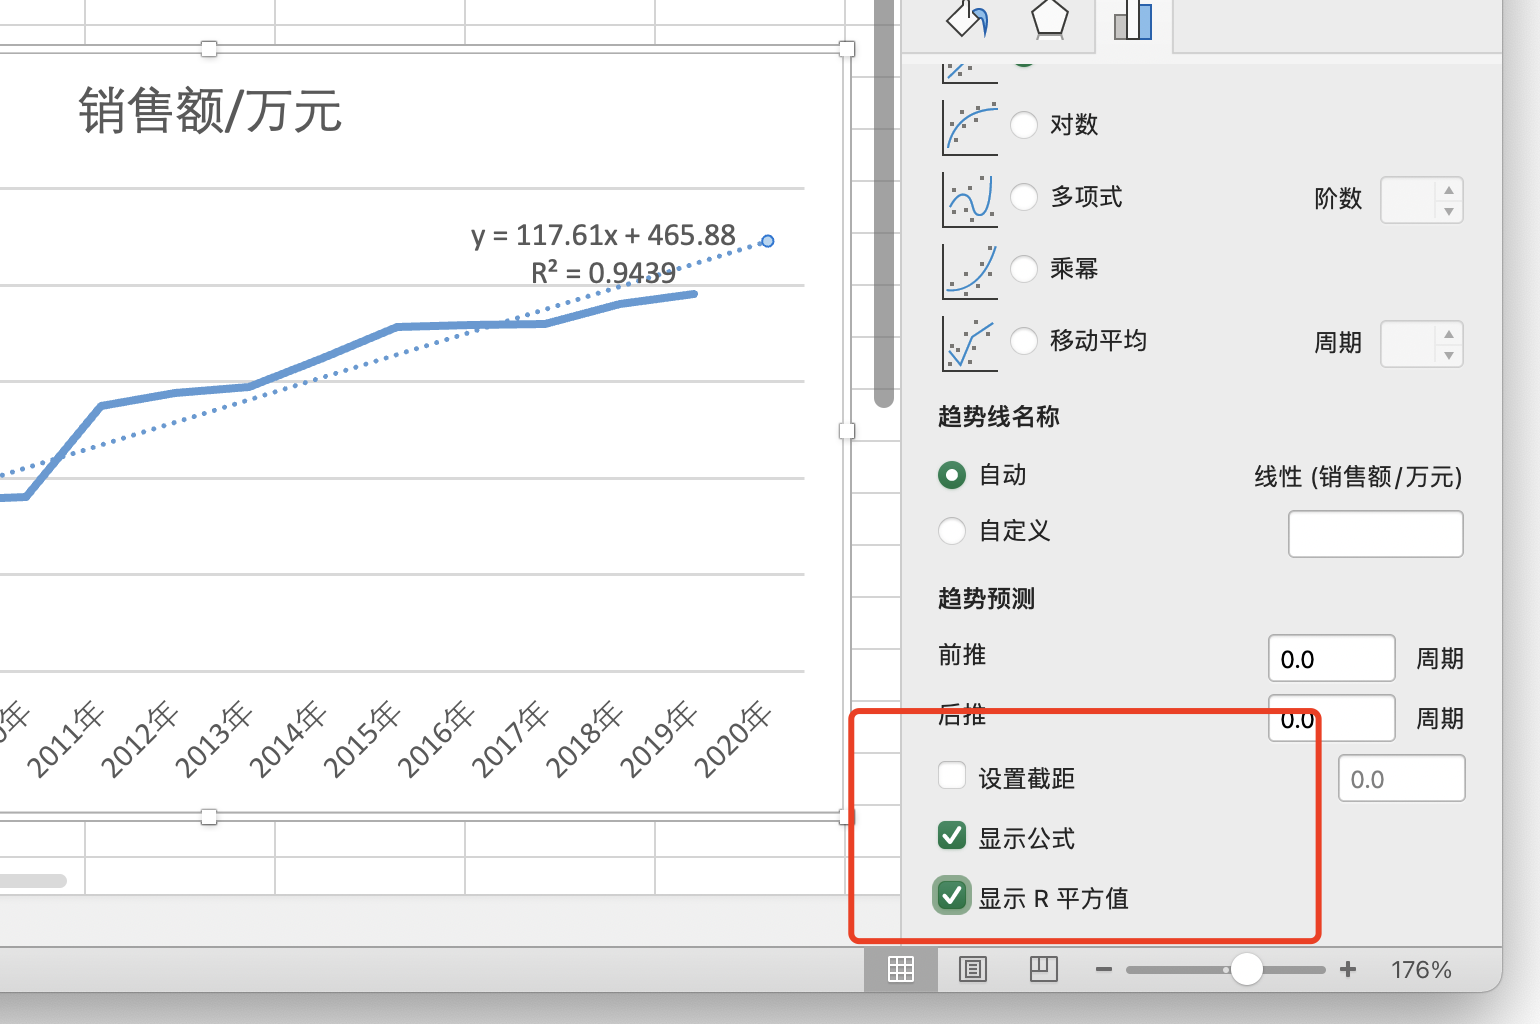 销售额/万元
y = 117.61x + 465.88
R² = 0.9439
0年
2011年
2012年
2013年
2014年
2015年
2016年
2017年
2018年
2019年
2020年
对数
多项式
阶数
乘幂
移动平均
周期
趋势线名称
自动
线性 (销售额/万元)
自定义
趋势预测
前推
0.0
周期
后推
0.0
周期
设置截距
0.0
显示公式
显示 R 平方值
176%